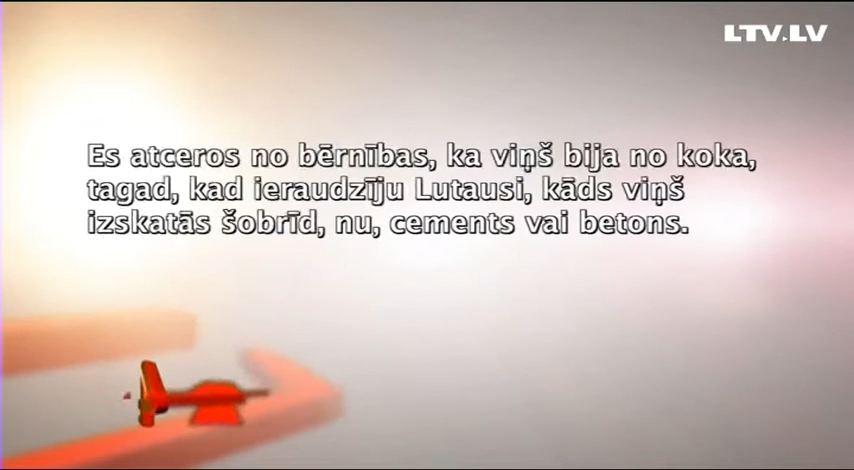 LTV.LV
Es atceros no bērnības, ka viņš bija no koka,
tagad, kad ieraudzīju Lutausi, kāds viņš
izskatās šobrīd, nu, cements vai betons.